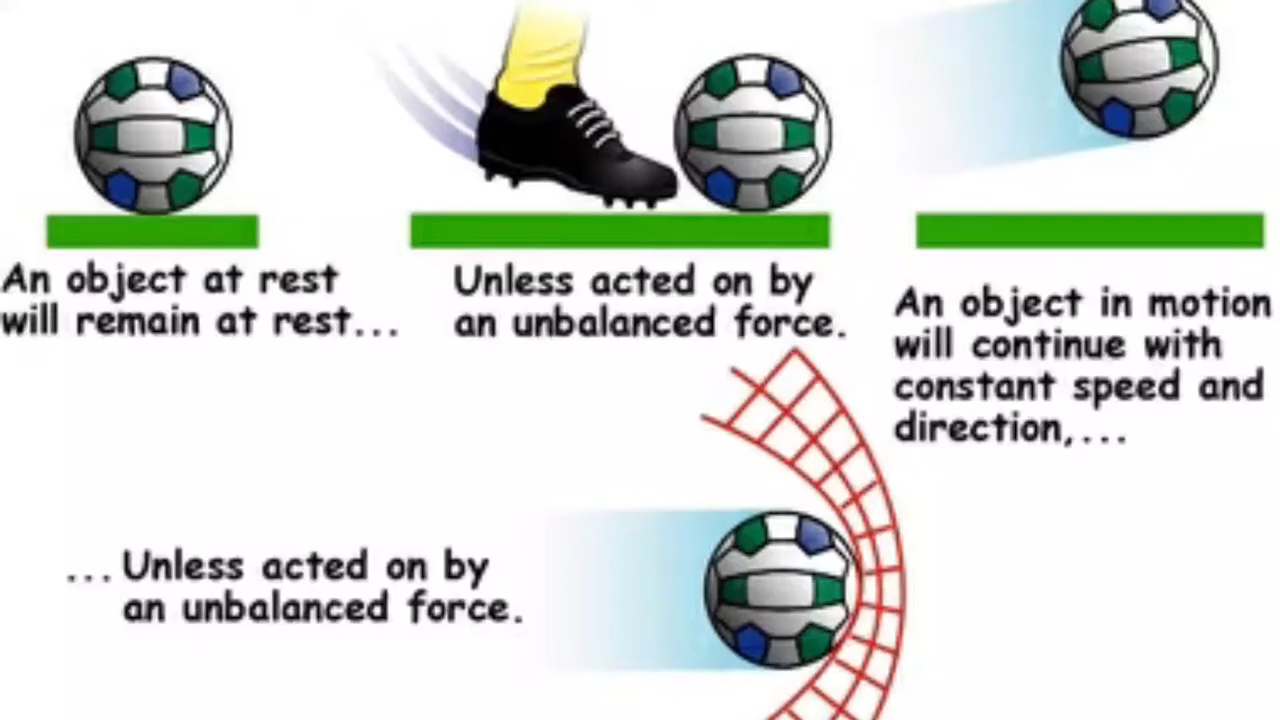 An object at rest
will remain at rest...
Unless acted on by
an unbalanced force.
An object in motion
will continue with
constant speed and
direction,...
... Unless acted on by
an unbalanced force.